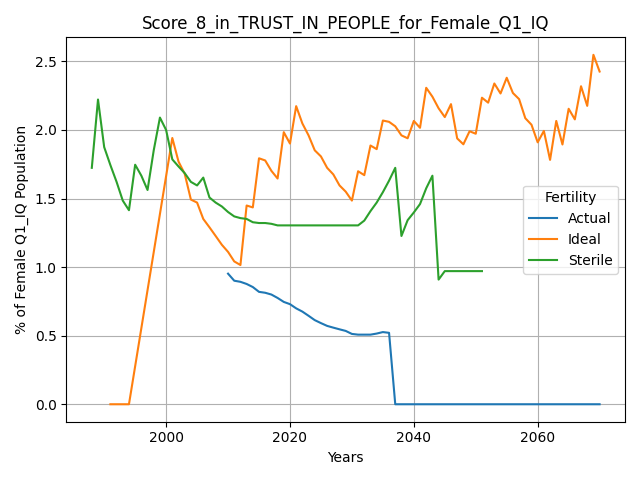 Score_8_in_TRUST_IN_PEOPLE_for_Female_Q1_IQ
% of Female Q1_IQ Population
2.5
2.0
1.5
1.0
0.5
0.0
Fertility
Actual
Ideal
Sterile
2000 2020 2040 2060
Years